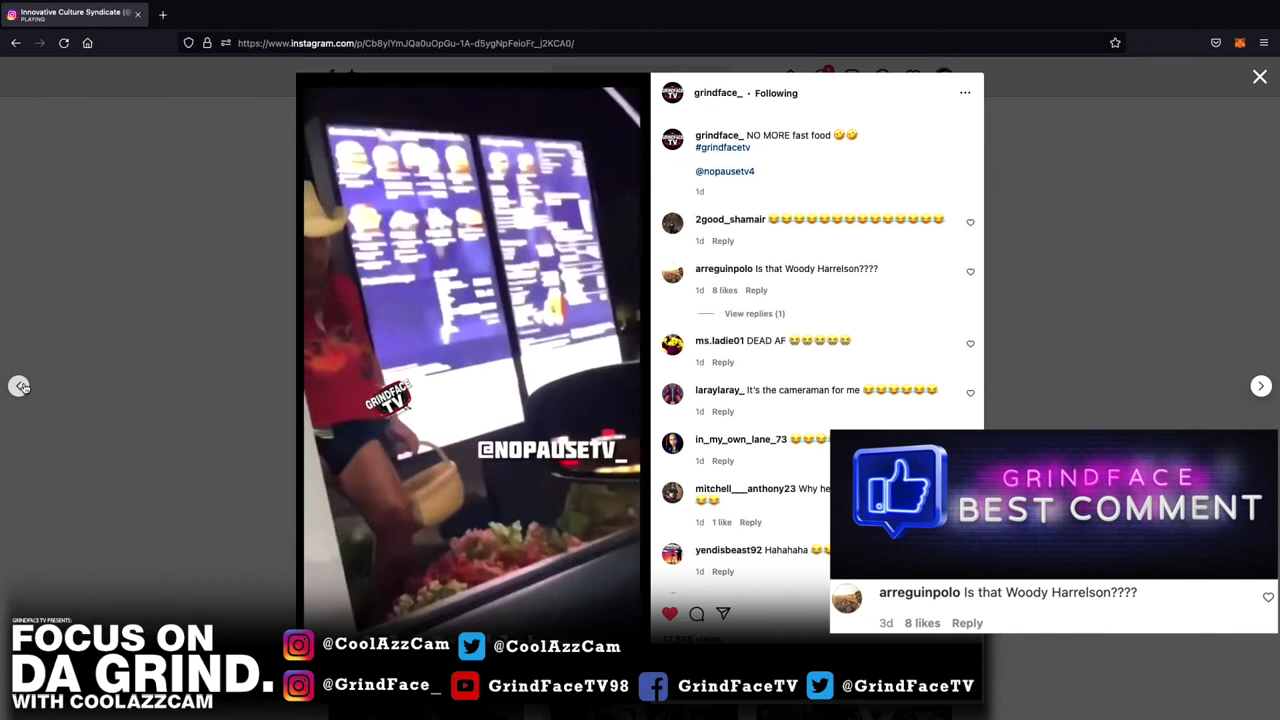 Innovative Culture Syndicate (@
PLAYING
https://www.instagram.com/p/Cb8ylYmJQa0uOpGu-1A-d5ygNpFeioFr_j2KCA0/
grindface_ • Following
grindface_ NO MORE fast food 🤣🤣
#grindfacetv
@nopausetv4
1d
2good_shamair 😂😂😂😂😂😂😂😂😂😂😂😂😂😂
1d Reply
arreguinpolo Is that Woody Harrelson????
1d 8 likes Reply
View replies (1)
ms.ladie01 DEAD AF 😭😭😭😭😭
1d Reply
laraylaray_ It's the cameraman for me 😂😂😂😂😂😂
1d Reply
in_my_own_lane_73 😂😂
1d Reply
mitchell___anthony23 Why he
😂😂
1d 1 like Reply
yendisbeast92 Hahahaha 😂
1d Reply
13,855 views
GRINDFACE
TV
@NOPAUSETV_
GRINDFACE
BEST COMMENT
arreguinpolo Is that Woody Harrelson????
3d 8 likes Reply
GRINDFACE TV PRESENTS:
FOCUS ON
DA GRIND.
WITH COOLAZZCAM
@CoolAzzCam @CoolAzzCam
@GrindFace_ GrindFaceTV98 GrindFaceTV @GrindFaceTV